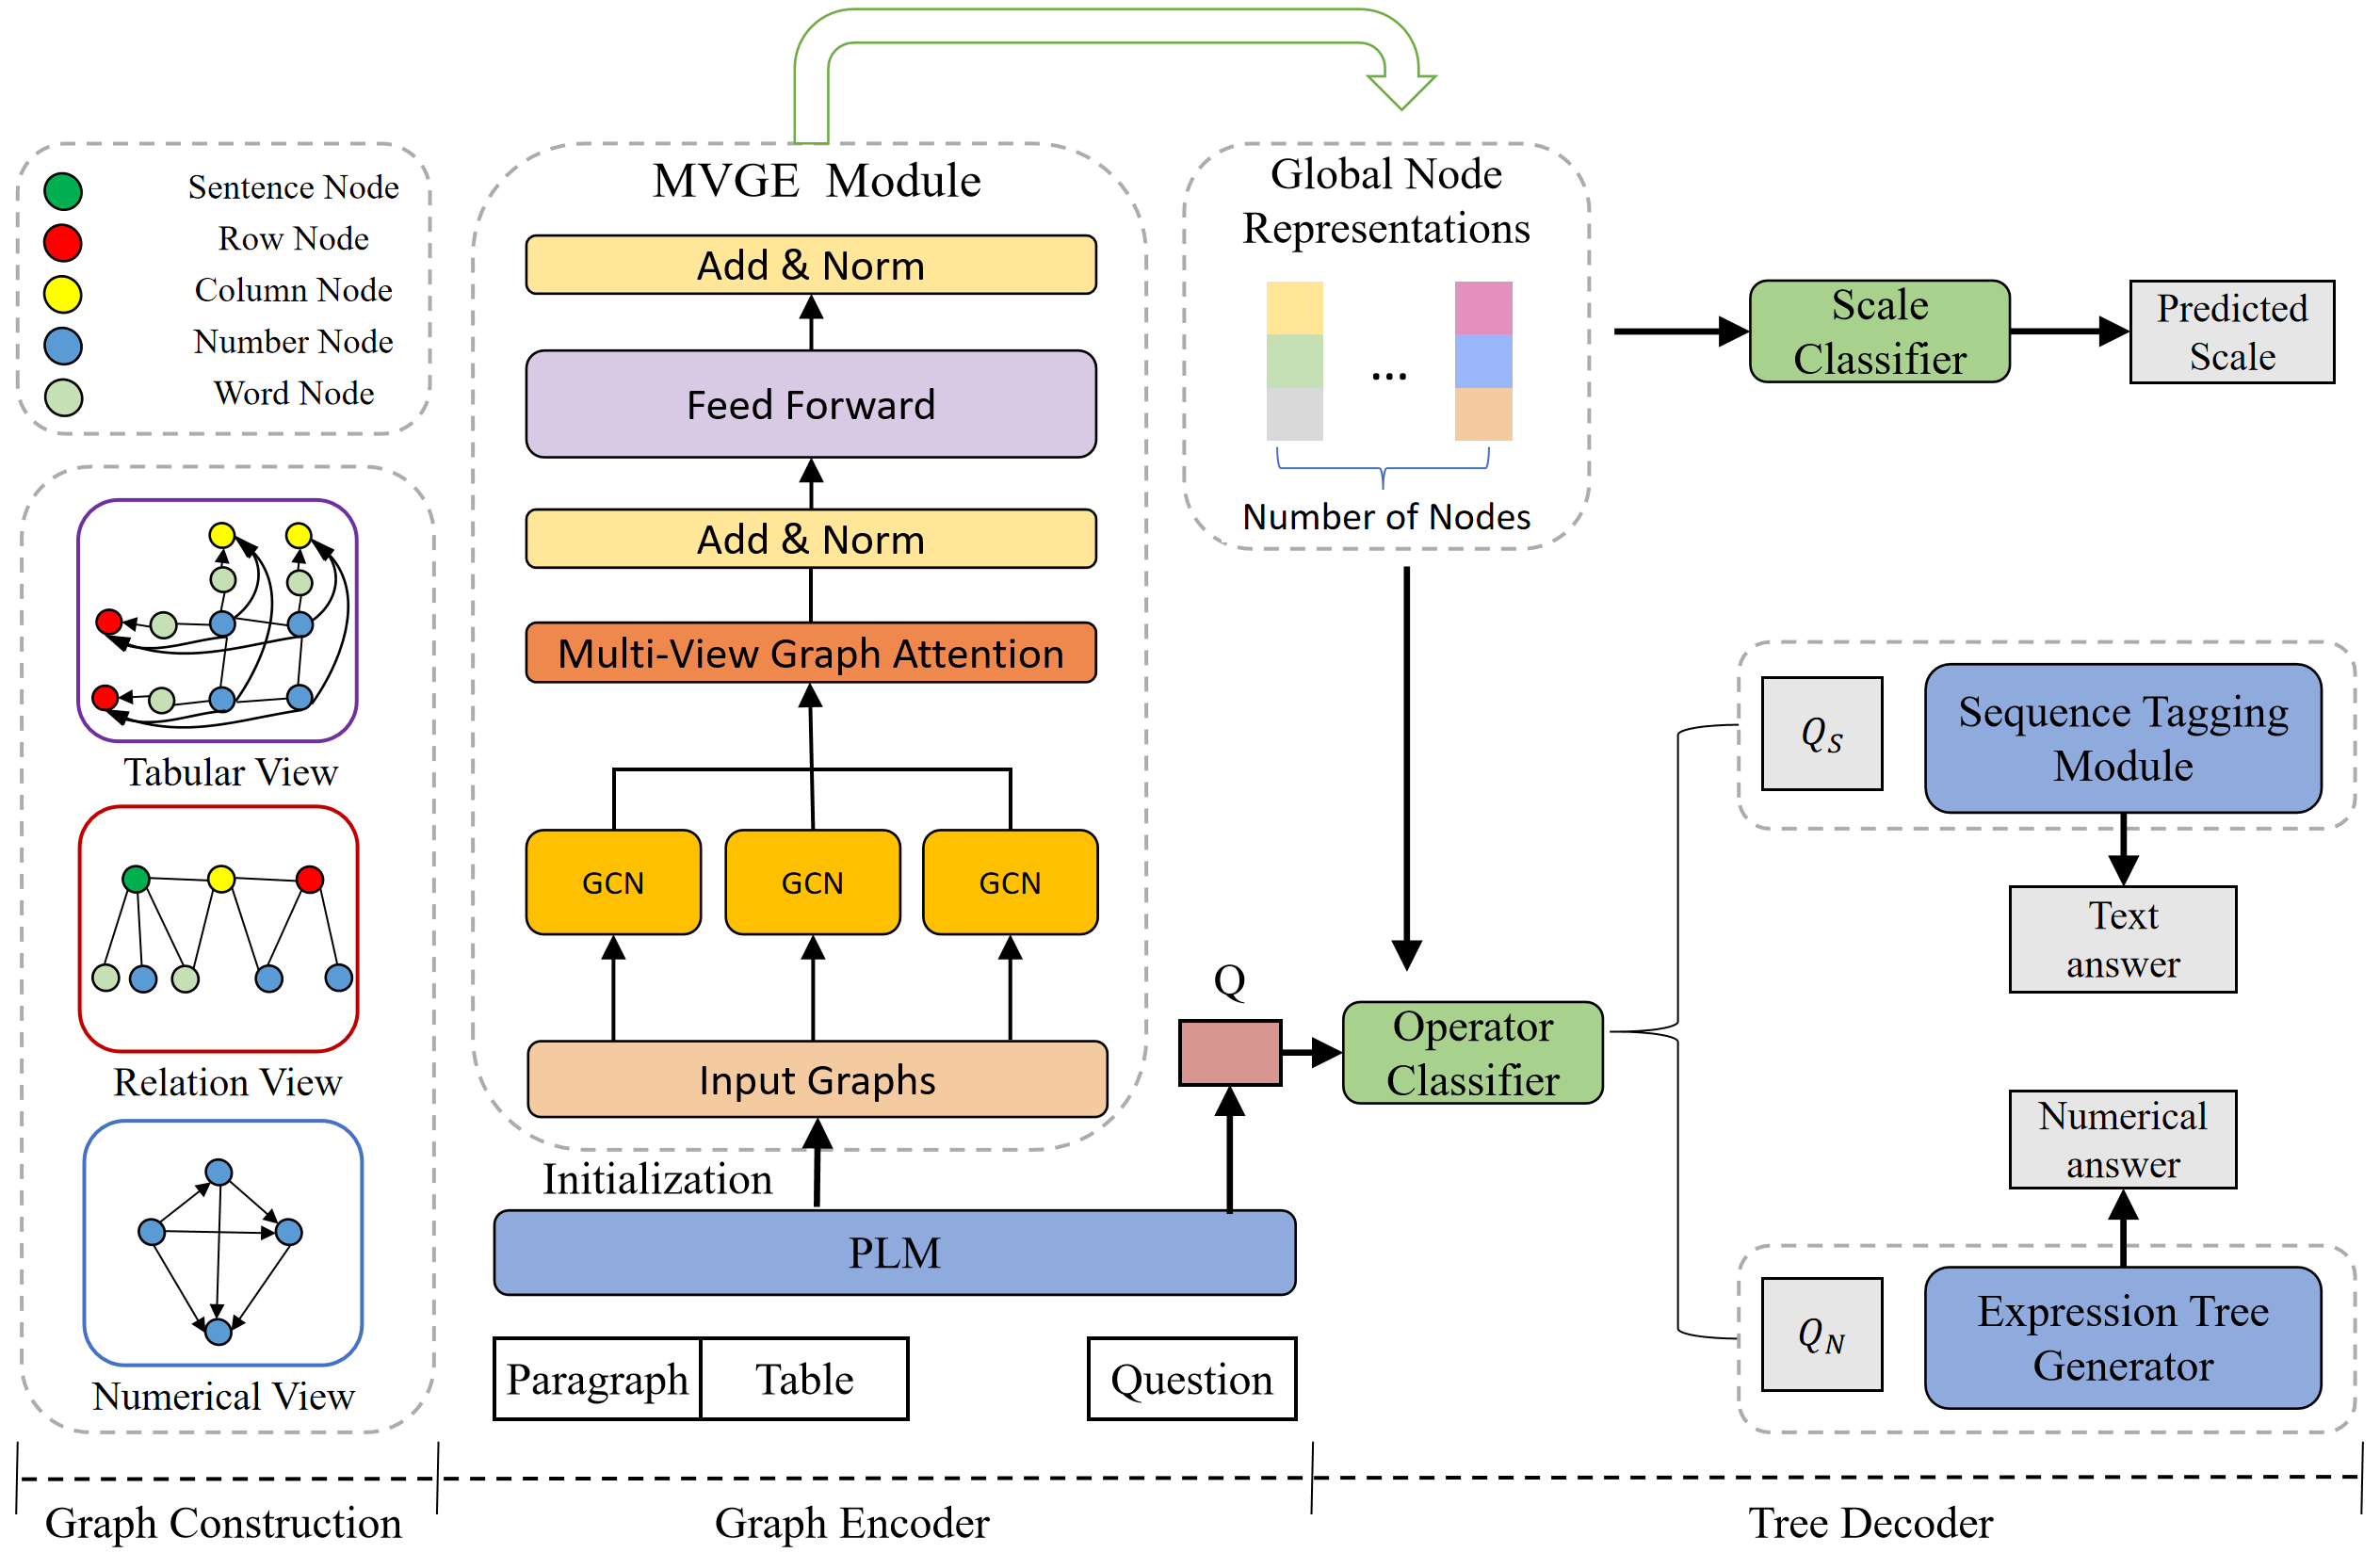 Sentence Node
Row Node
Column Node
Number Node
Word Node
Tabular View
Relation View
Numerical View
Graph Construction
MVGE Module
Add & Norm
Feed Forward
Add & Norm
Multi-View Graph Attention
GCN
GCN
GCN
Input Graphs
Initialization
PLM
Paragraph
Table
Question
Graph Encoder
Global Node
Representations
...
Number of Nodes
Scale
Classifier
Predicted
Scale
Q
Operator
Classifier
Q_S
Sequence Tagging
Module
Text
answer
Numerical
answer
Q_N
Expression Tree
Generator
Tree Decoder